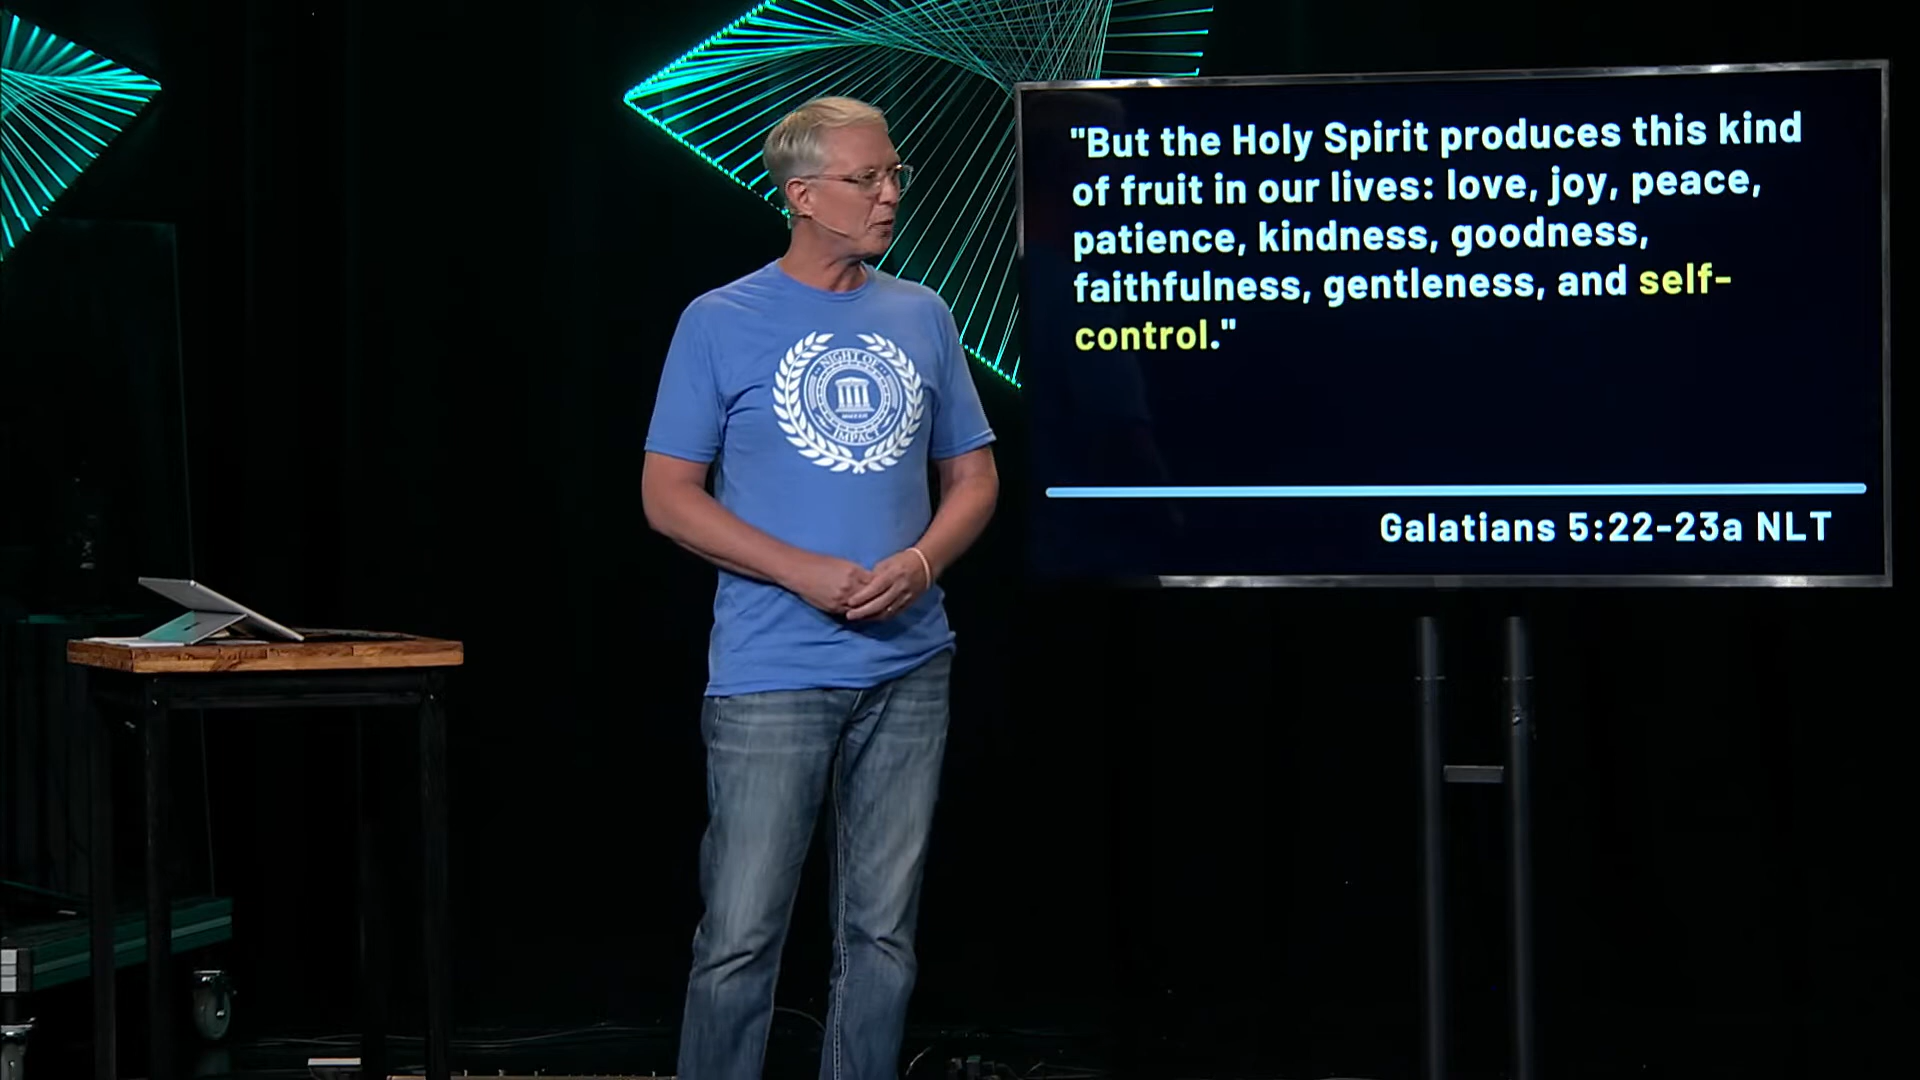 "But the Holy Spirit produces this kind
of fruit in our lives: love, joy, peace,
patience, kindness, goodness,
faithfulness, gentleness, and self-
control."
Galatians 5:22-23a NLT
NIGHT OF
IMPACT